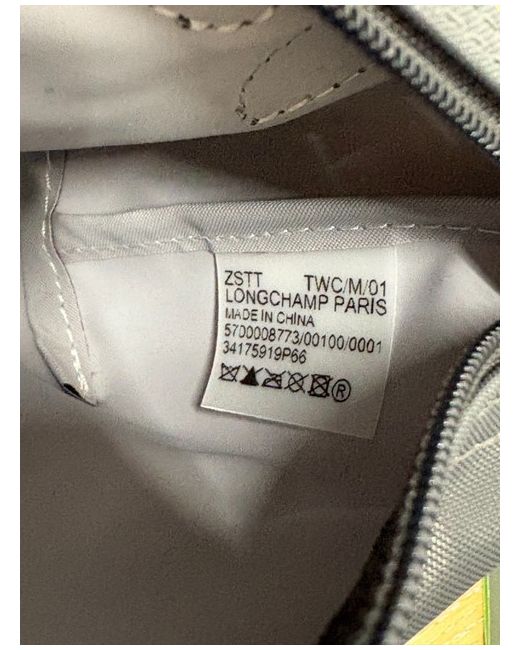 ZSTT TWC/M/01
LONGCHAMP PARIS
MADE IN CHINA
5700008773/00100/0001
34175919P66
®